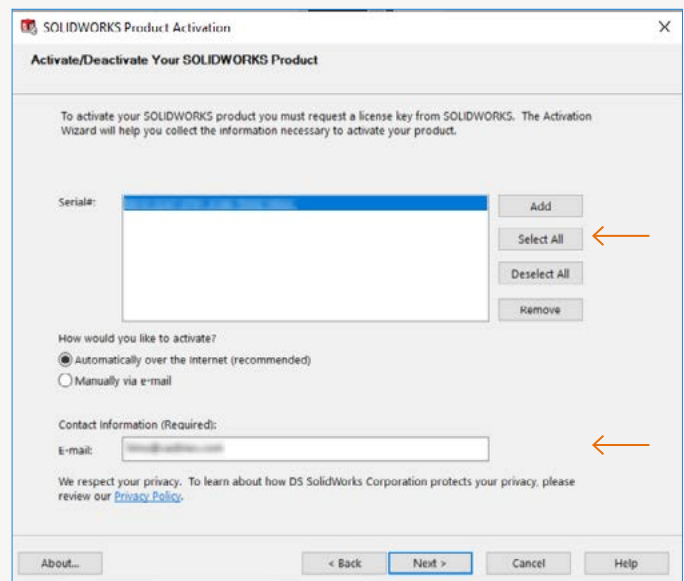 SOLIDWORKS Product Activation
Activate/Deactivate Your SOLIDWORKS Product
To activate your SOLIDWORKS product you must request a license key from SOLIDWORKS. The Activation
Wizard will help you collect the information necessary to activate your product.
Serial#:
Add
Select All
Deselect All
Remove
How would you like to activate?
Automatically over the Internet (recommended)
Manually via e-mail
Contact Information (Required):
E-mail:
We respect your privacy. To learn about how DS SolidWorks Corporation protects your privacy, please
review our Privacy Policy.
About... < Back Next > Cancel Help